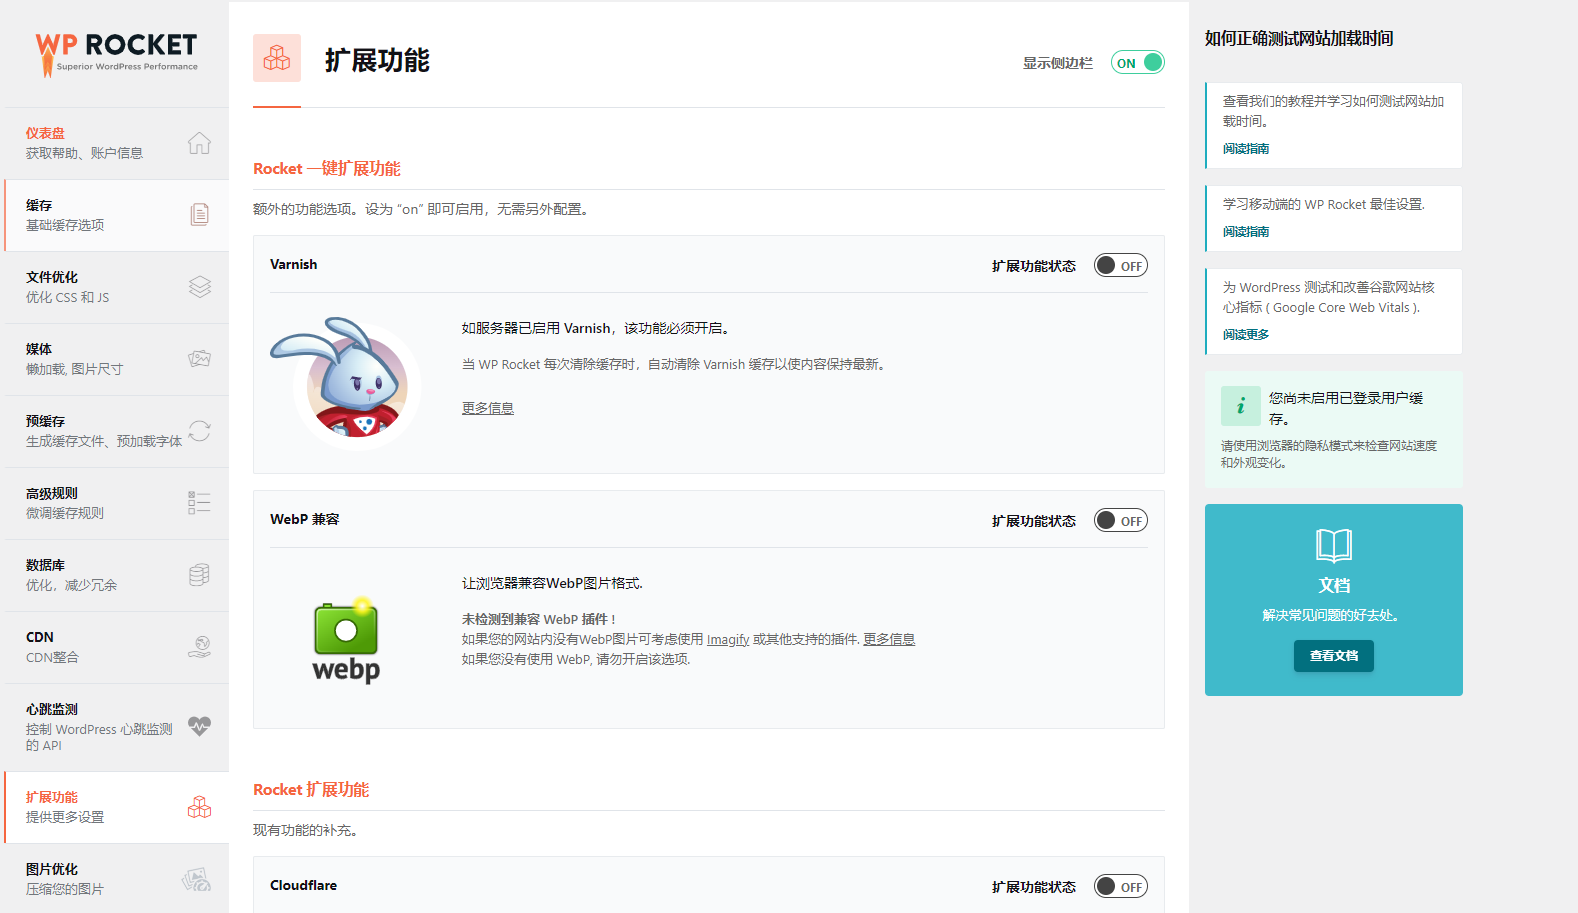 WP ROCKET
Superior WordPress Performance
仪表盘
获取帮助、账户信息
缓存
基础缓存选项
文件优化
优化 CSS 和 JS
媒体
懒加载, 图片尺寸
预缓存
生成缓存文件、预加载字体
高级规则
微调缓存规则
数据库
优化，减少冗余
CDN
CDN整合
心跳监测
控制 WordPress 心跳监测
的 API
扩展功能
提供更多设置
图片优化
压缩您的图片
扩展功能
显示侧边栏
ON
Rocket 一键扩展功能
额外的功能选项。设为 “on” 即可启用，无需另外配置。
Varnish
扩展功能状态
OFF
如服务器已启用 Varnish，该功能必须开启。
当 WP Rocket 每次清除缓存时，自动清除 Varnish 缓存以使内容保持最新。
更多信息
WebP 兼容
扩展功能状态
OFF
webp
让浏览器兼容WebP图片格式.
未检测到兼容 WebP 插件 !
如果您的网站内没有WebP图片可考虑使用 Imagify 或其他支持的插件. 更多信息
如果您没有使用 WebP, 请勿开启该选项.
Rocket 扩展功能
现有功能的补充。
Cloudflare
扩展功能状态
OFF
如何正确测试网站加载时间
查看我们的教程并学习如何测试网站加
载时间。
阅读指南
学习移动端的 WP Rocket 最佳设置.
阅读指南
为 WordPress 测试和改善谷歌网站核
心指标 ( Google Core Web Vitals ).
阅读更多
i
您尚未启用已登录用户缓
存。
请使用浏览器的隐私模式来检查网站速度
和外观变化。
文档
解决常见问题的好去处。
查看文档